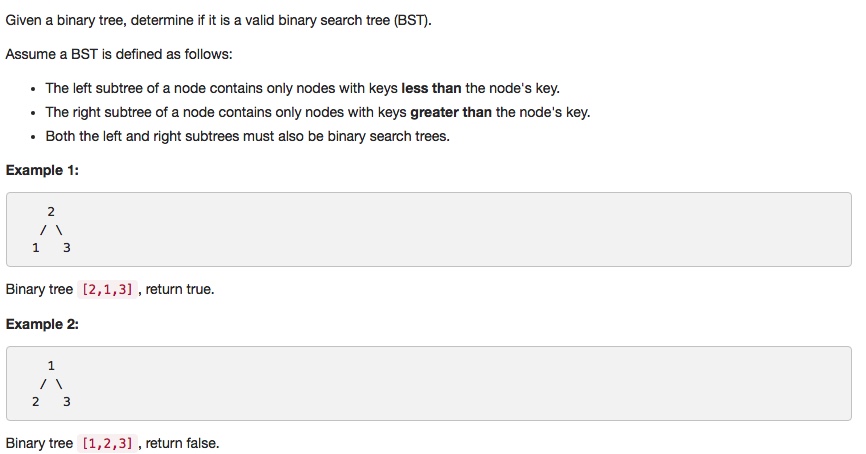 Given a binary tree, determine if it is a valid binary search tree (BST).
Assume a BST is defined as follows:
• The left subtree of a node contains only nodes with keys less than the node's key.
• The right subtree of a node contains only nodes with keys greater than the node's key.
• Both the left and right subtrees must also be binary search trees.
Example 1:
2
/ \
1 3
Binary tree [2,1,3] , return true.
Example 2:
1
/ \
2 3
Binary tree [1,2,3] , return false.